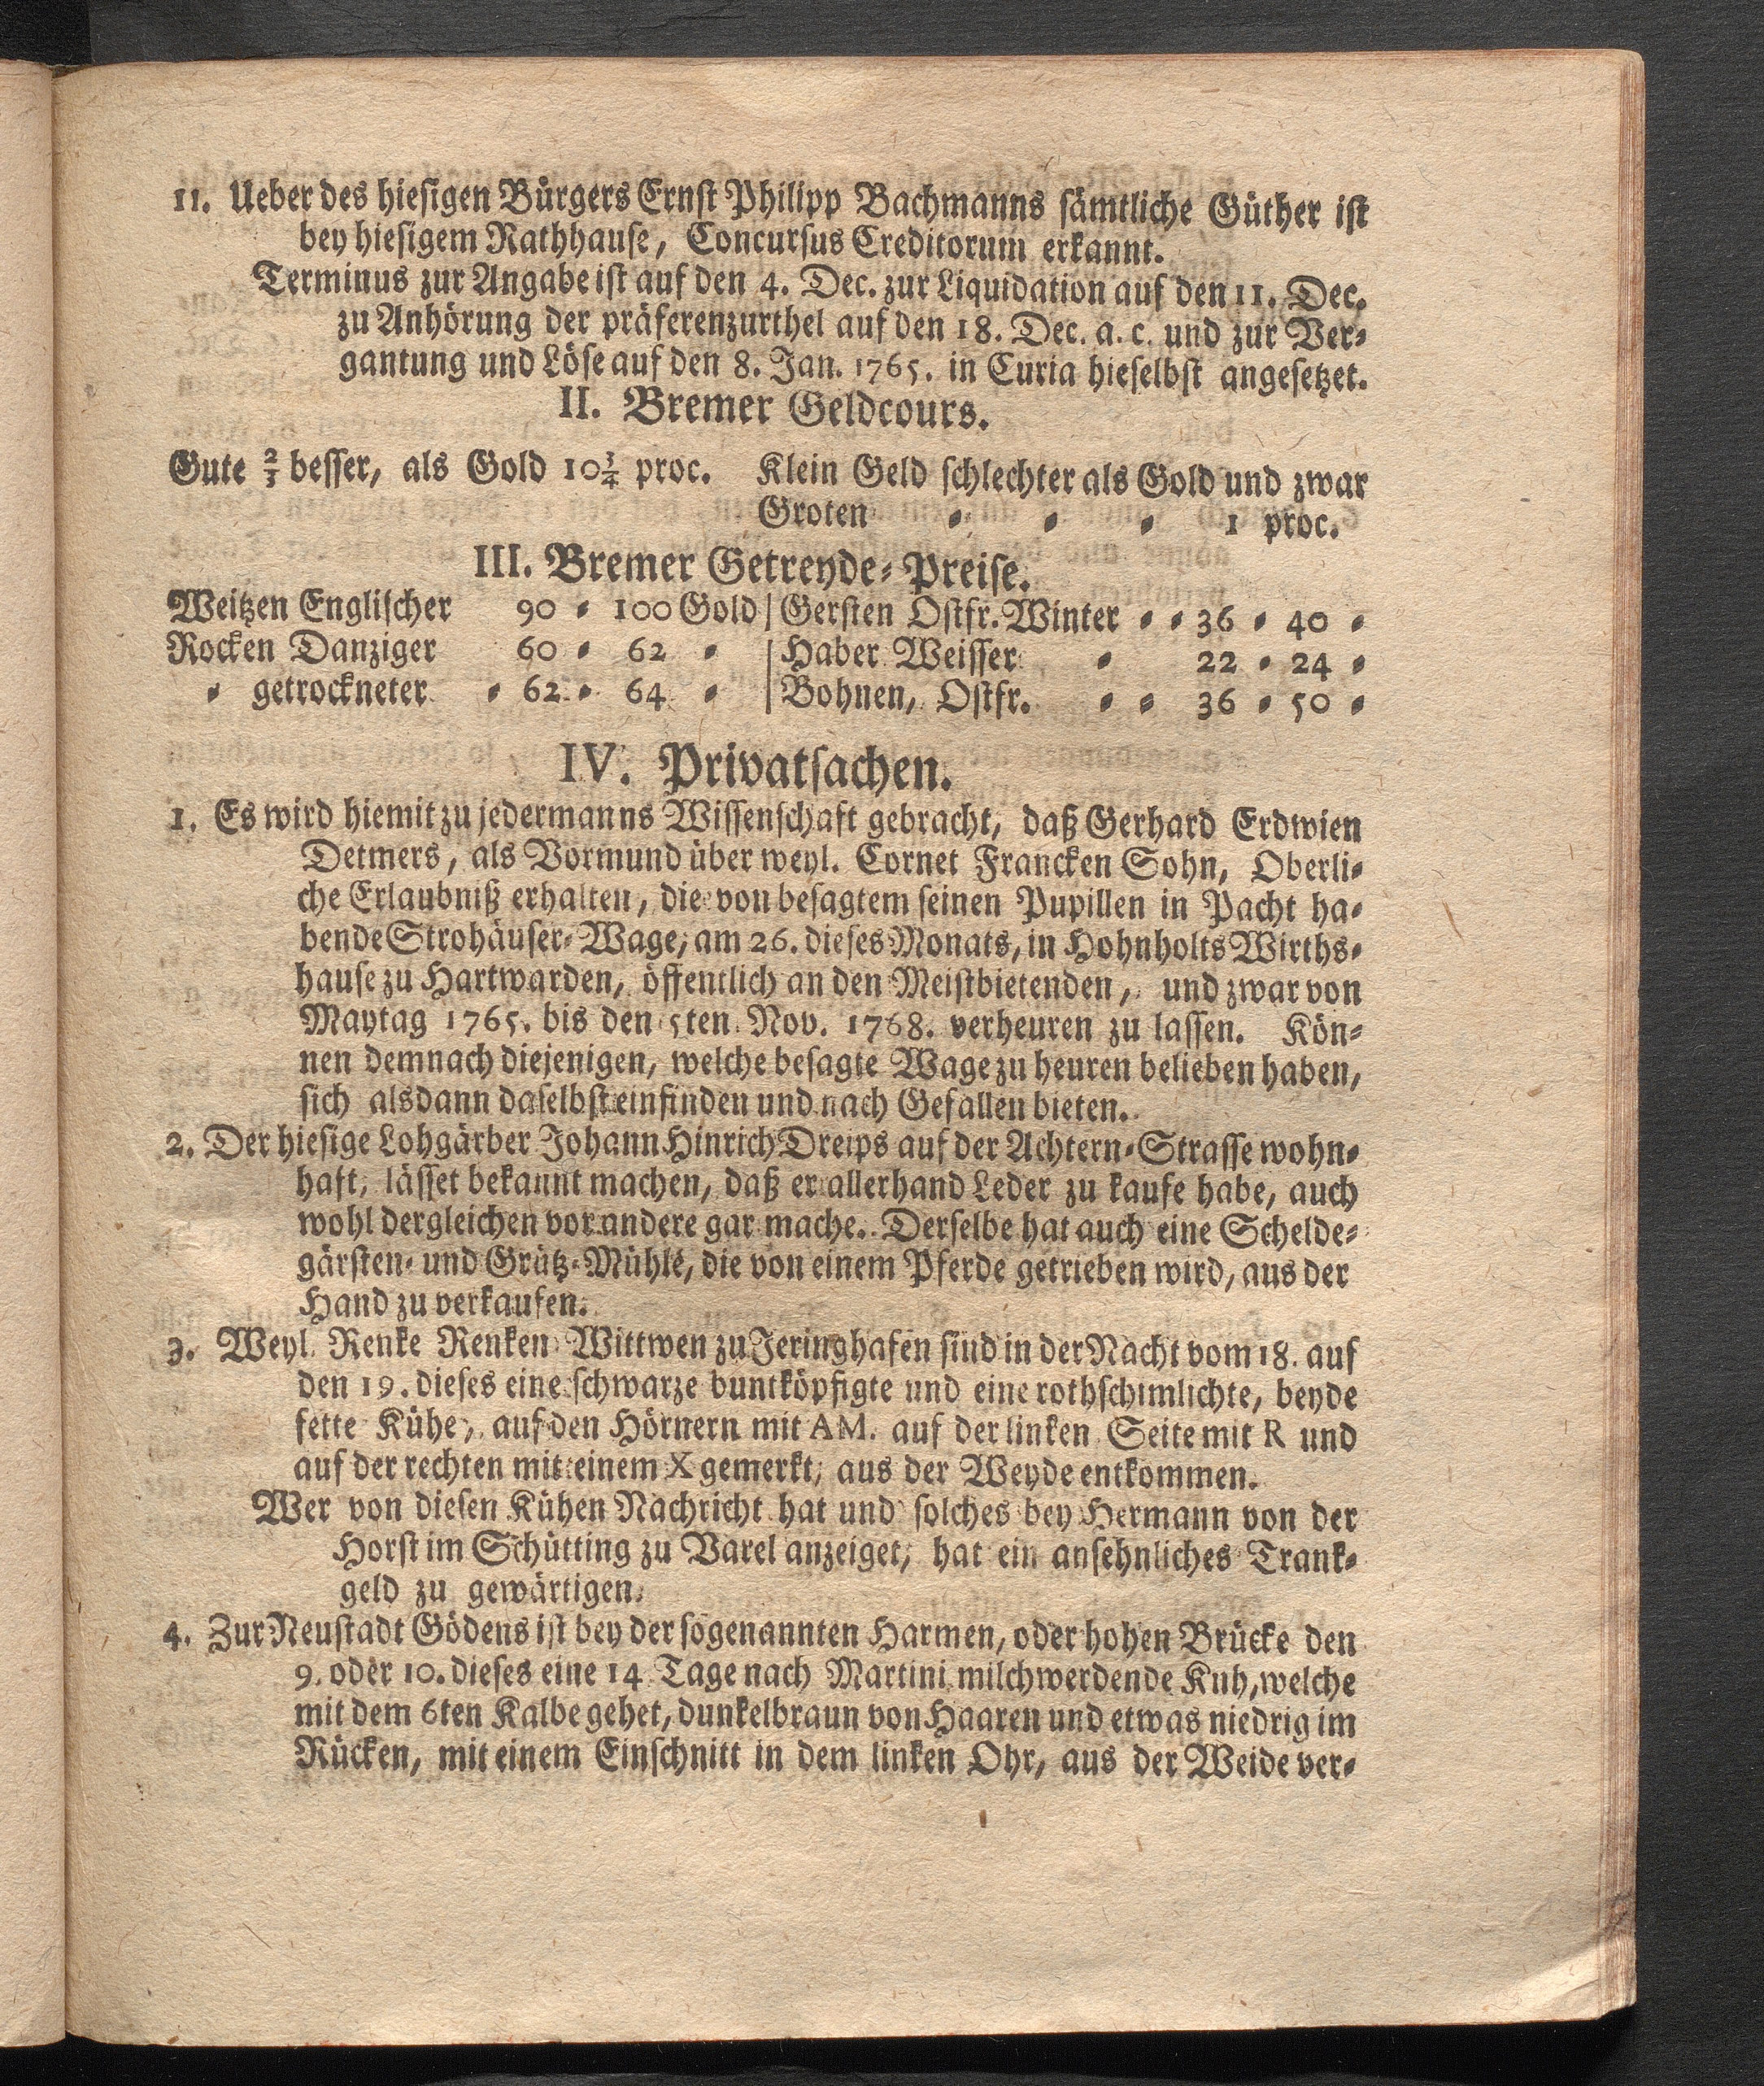 11. Ueber des hiesigen Bürgers Ernst Philipp Bachmanns sämtliche Güther ist
bey hiesigem Rathhause, Concursus Creditorum erkannt.
Terminus zur Angabe ist auf den 4. Dec. zur Liquidation auf den 11. Dec.
zu Anhörung der präferenzurthel auf den 18. Dec. a. c. und zur Ver⸗
gantung und Löse auf den 8. Jan. 1765. in Curia hieselbst angesetzet.
II. Bremer Geldcours.
Gute 2/3 besser, als Gold 10 3/4 proc. Klein Geld schlechter als Gold und zwar
Groten ⸗ ⸗ ⸗ 1 proc.
III. Bremer Getreyde⸗Preise.
Weitzen Englischer 90 ⸗ 100 Gold | Gersten Ostfr. Winter ⸗ ⸗ 36 ⸗ 40 ⸗
Rocken Danziger 60 ⸗ 62 ⸗ | Haber Weisser ⸗ 22 ⸗ 24 ⸗
⸗ getrockneter ⸗ 62 ⸗ 64 ⸗ | Bohnen, Ostfr. ⸗ ⸗ 36 ⸗ 50 ⸗
IV. Privatsachen.
1. Es wird hiemit zu jedermanns Wissenschaft gebracht, daß Gerhard Erdwien
Detmers, als Vormund über weyl. Cornet Francken Sohn, Oberli⸗
che Erlaubniß erhalten, die von besagtem seinen Pupillen in Pacht ha⸗
bende Strohäuser⸗Wage, am 26. dieses Monats, in Hohnholts Wirths⸗
hause zu Hartwarden, öffentlich an den Meistbietenden, und zwar von
Maytag 1765. bis den 5ten Nov. 1768. verheuren zu lassen. Kön⸗
nen demnach diejenigen, welche besagte Wage zu heuren belieben haben,
sich alsdann daselbst einfinden und nach Gefallen bieten.
2. Der hiesige Lohgärber Johann Hinrich Dreips auf der Achtern⸗Strasse wohn⸗
haft, lässet bekannt machen, daß er allerhand Leder zu kaufe habe, auch
wohl dergleichen vor andere gar mache. Derselbe hat auch eine Schelde⸗
gärsten⸗ und Grütz⸗Mühle, die von einem Pferde getrieben wird, aus der
Hand zu verkaufen.
3. Weyl. Renke Renken Wittwen zu Jeringhafen sind in der Nacht vom 18. auf
den 19. dieses eine schwarze buntköpfigte und eine rothschimlichte, beyde
fette Kühe, auf den Hörnern mit AM. auf der linken Seite mit R und
auf der rechten mit einem X gemerkt, aus der Weyde entkommen.
Wer von diesen Kühen Nachricht hat und solches bey Hermann von der
Horst im Schütting zu Varel anzeiget, hat ein ansehnliches Trank⸗
geld zu gewärtigen.
4. Zur Neustadt Gödens ist bey der sogenannten Harmen, oder hohen Brücke den
9. oder 10. dieses eine 14 Tage nach Martini milchwerdende Kuh, welche
mit dem 6ten Kalbe gehet, dunkelbraun von Haaren und etwas niedrig im
Rücken, mit einem Einschnitt in dem linken Ohr, aus der Weide ver⸗